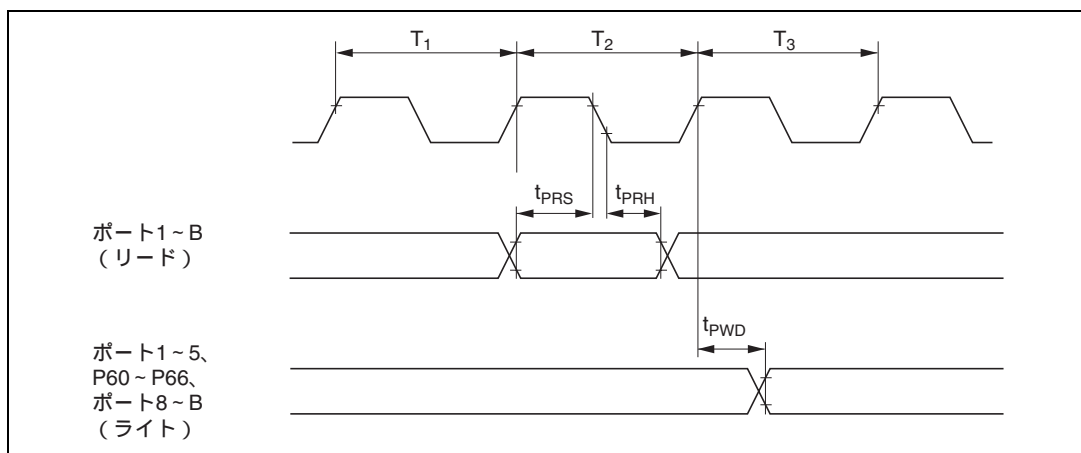 T1 T2 T3
tPRS tPRH
ポート1~B
(リード)
tPWD
ポート1~5、
P60~P66、
ポート8~B
(ライト)